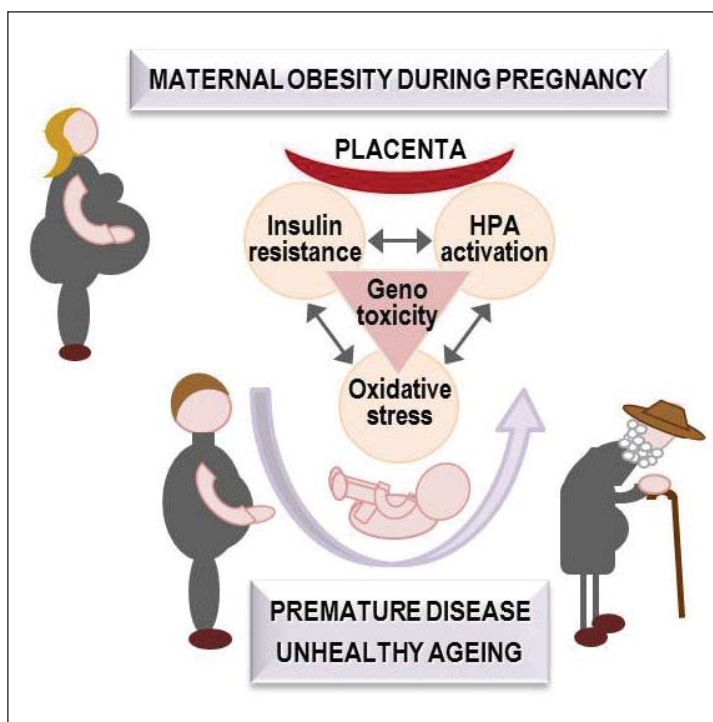 MATERNAL OBESITY DURING PREGNANCY
PLACENTA
Insulin
resistance
HPA
activation
Geno
toxicity
Oxidative
stress
PREMATURE DISEASE
UNHEALTHY AGEING